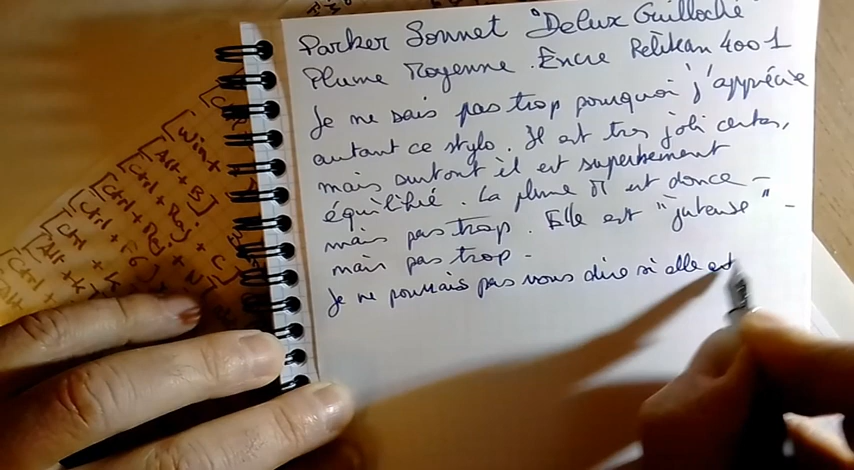 Parker Sonnet "Delux Guilloché
Plume Moyenne. Encre Pelikan 4001
Je ne sais pas trop pourquoi j'apprécie
autant ce stylo. Il est très joli certes,
mais surtout il est superbement
équilibré. La plume M est douce -
mais pas trop. Elle est "juteuse" -
mais pas trop -
Je ne pourrais pas vous dire si elle est
[Win +
[Alt + B]
[Ctrl +
[Ctrl +
[Ctrl + F6]
[Alt +
[Ctrl +